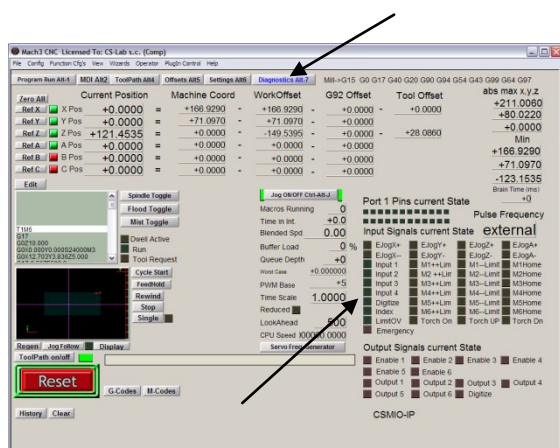 Mach3 CNC Licensed To: CS-Lab s.c. (Comp)
File Config Function Cfg's View Wizards Operator PlugIn Control Help
Program Run Alt-1 MDI Alt2 ToolPath Alt4 Offsets Alt5 Settings Alt6 Diagnostics Alt-7 Mill->G15 G0 G17 G40 G20 G90 G94 G54 G43 G99 G64 G97
Zero All Current Position Machine Coord WorkOffset G92 Offset Tool Offset abs max x,y,z
Ref X X Pos +0.0000 = +166.9290 - +166.9290 - +0.0000 - +0.0000 +211.0060
Ref Y Y Pos +0.0000 = +71.0970 - +71.0970 - +0.0000 +80.0220
Ref Z Z Pos +121.4535 = +0.0000 - -149.5395 - +0.0000 - +28.0860 +0.0000
Ref A A Pos +0.0000 = +0.0000 - +0.0000 - +0.0000 Min
Ref B B Pos +0.0000 = +0.0000 - +0.0000 - +0.0000 +166.9290
Ref C C Pos +0.0000 = +0.0000 - +0.0000 - +0.0000 +71.0970
-123.1535
Brain Time (ms)
+0
Edit
T1M6
G17
G0Z10.000
G0X0.000Y0.000S24000M3
G0X12.703Y3.836Z5.000
Spindle Toggle
Flood Toggle
Mist Toggle
Dwell Active
Run
Tool Request
Cycle Start
FeedHold
Rewind
Stop
Single
Jog ON/OFF Ctrl-Alt-J
Macros Running 0
Time in Int. +0.0
Blended Spd 0.00
Buffer Load 0 %
Queue Depth +0
Worst Case +0.000000
PWM Base +5
Time Scale 1.0000
Reduced
LookAhead 500
CPU Speed
Servo Freq Generator
Port 1 Pins current State
Pulse Frequency
Input Signals current State external
EJogX+ EJogY+ EJogZ+ EJogA+
EJogX-- EJogY- EJogZ- EJogA-
Input 1 M1++Lim M1--Limit M1Home
Input 2 M2 ++Lim M2--Limit M2Home
Input 3 M3++Lim M3--Limit M3Home
Input 4 M4++Lim M4--Limit M4Home
Digitize M5++Lim M5--Limit M5Home
Index M6++Lim M6--Limit M6Home
LimitOV Torch On Torch UP Torch On
Emergency
Output Signals current State
Enable 1 Enable 2 Enable 3 Enable 4
Enable 5 Enable 6
Output 1 Output 2 Output 3 Output 4
Output 5 Output 6 Digitize
CSMIO-IP
Regen Jog Follow Display
ToolPath on/off
Reset
G-Codes M-Codes
History Clear